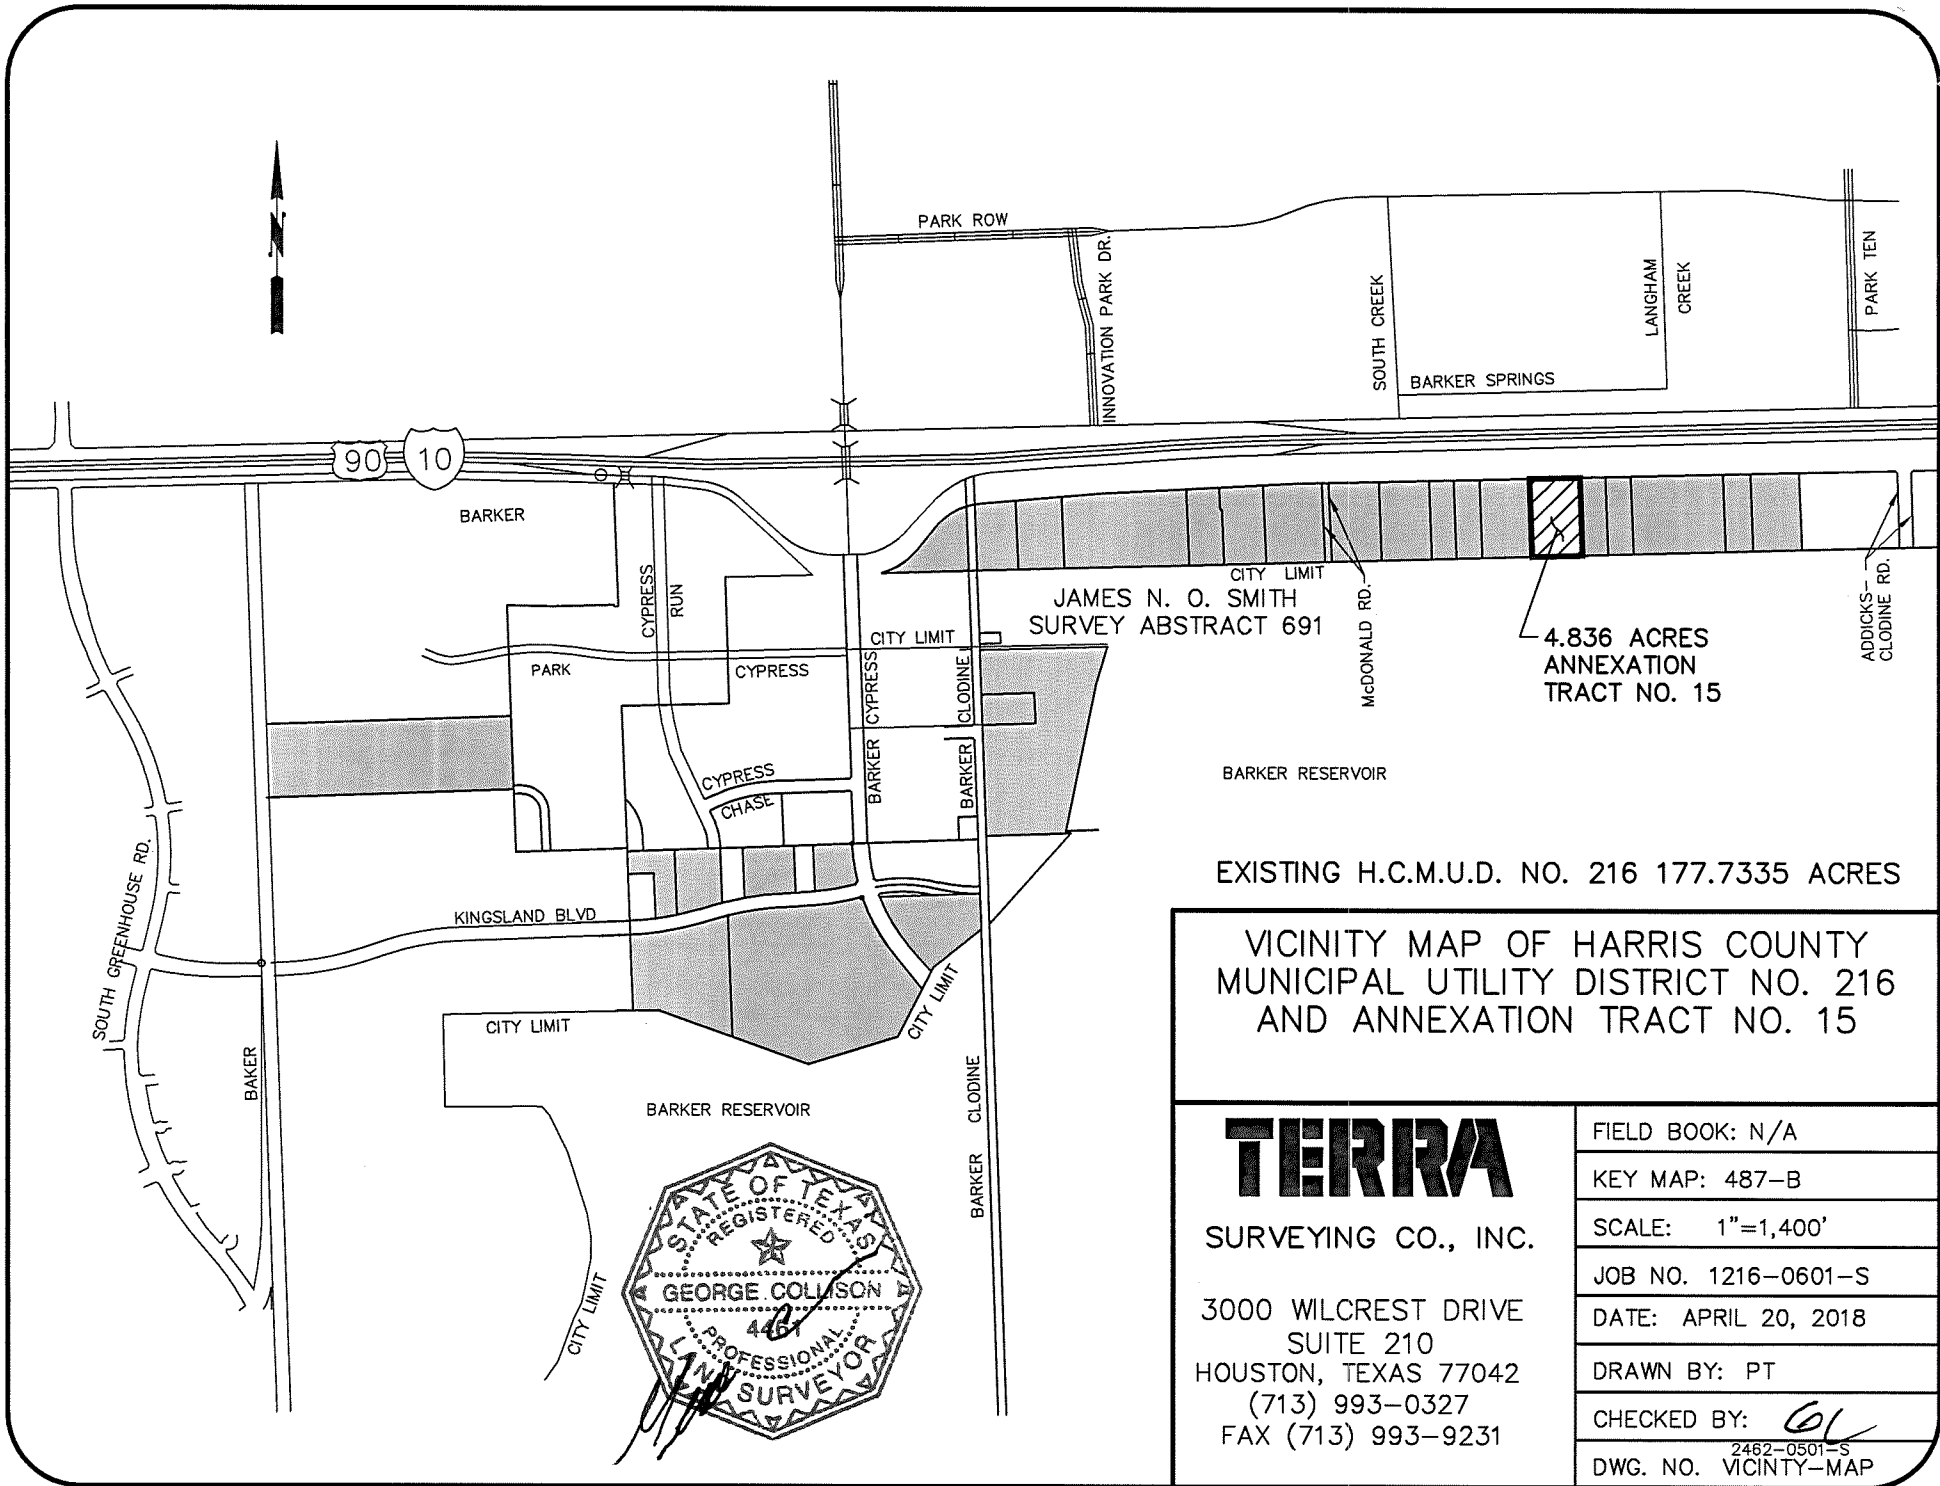 N
PARK ROW
INNOVATION PARK DR.
SOUTH CREEK
LANGHAM
CREEK
PARK TEN
BARKER SPRINGS
90
10
BARKER
CYPRESS
RUN
CITY LIMIT
JAMES N. O. SMITH
SURVEY ABSTRACT 691
McDONALD RD.
4.836 ACRES
ANNEXATION
TRACT NO. 15
ADDICKS-
CLODINE RD.
CITY LIMIT
PARK
CYPRESS
BARKER CYPRESS
BARKER CLODINE
CYPRESS
CHASE
BARKER RESERVOIR
SOUTH GREENHOUSE RD.
KINGSLAND BLVD
CITY LIMIT
CITY LIMIT
BAKER
BARKER RESERVOIR
BARKER CLODINE
CITY LIMIT
STATE OF TEXAS
REGISTERED
GEORGE COLLISON
4461
PROFESSIONAL
LAND SURVEYOR
EXISTING H.C.M.U.D. NO. 216 177.7335 ACRES
VICINITY MAP OF HARRIS COUNTY
MUNICIPAL UTILITY DISTRICT NO. 216
AND ANNEXATION TRACT NO. 15
TERRA
SURVEYING CO., INC.
3000 WILCREST DRIVE
SUITE 210
HOUSTON, TEXAS 77042
(713) 993-0327
FAX (713) 993-9231
FIELD BOOK: N/A
KEY MAP: 487-B
SCALE: 1"=1,400'
JOB NO. 1216-0601-S
DATE: APRIL 20, 2018
DRAWN BY: PT
CHECKED BY:
2462-0501-S
DWG. NO. VICINTY-MAP